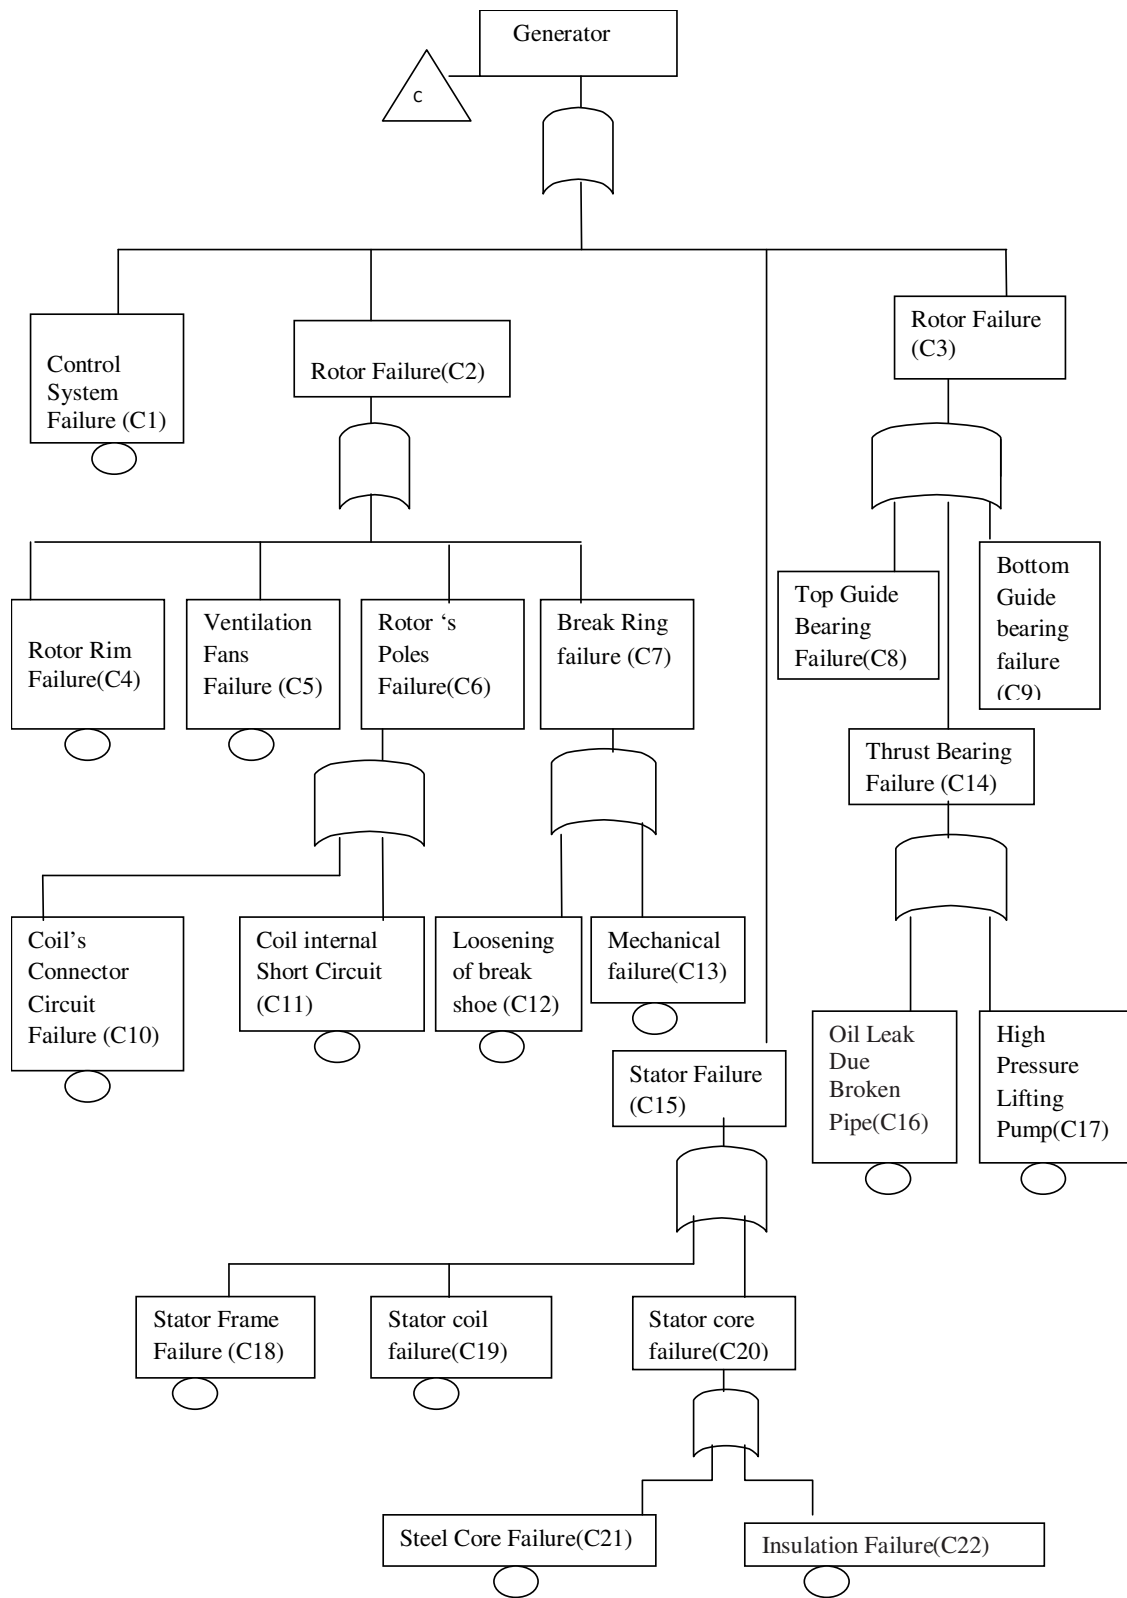 Generator
C
Control
System
Failure (C1)
Rotor Failure(C2)
Rotor Failure
(C3)
Rotor Rim
Failure(C4)
Ventilation
Fans
Failure (C5)
Rotor ‘s
Poles
Failure(C6)
Break Ring
failure (C7)
Top Guide
Bearing
Failure(C8)
Bottom
Guide
bearing
failure
(C9)
Thrust Bearing
Failure (C14)
Coil’s
Connector
Circuit
Failure (C10)
Coil internal
Short Circuit
(C11)
Loosening
of break
shoe (C12)
Mechanical
failure(C13)
Stator Failure
(C15)
Oil Leak
Due
Broken
Pipe(C16)
High
Pressure
Lifting
Pump(C17)
Stator Frame
Failure (C18)
Stator coil
failure(C19)
Stator core
failure(C20)
Steel Core Failure(C21)
Insulation Failure(C22)